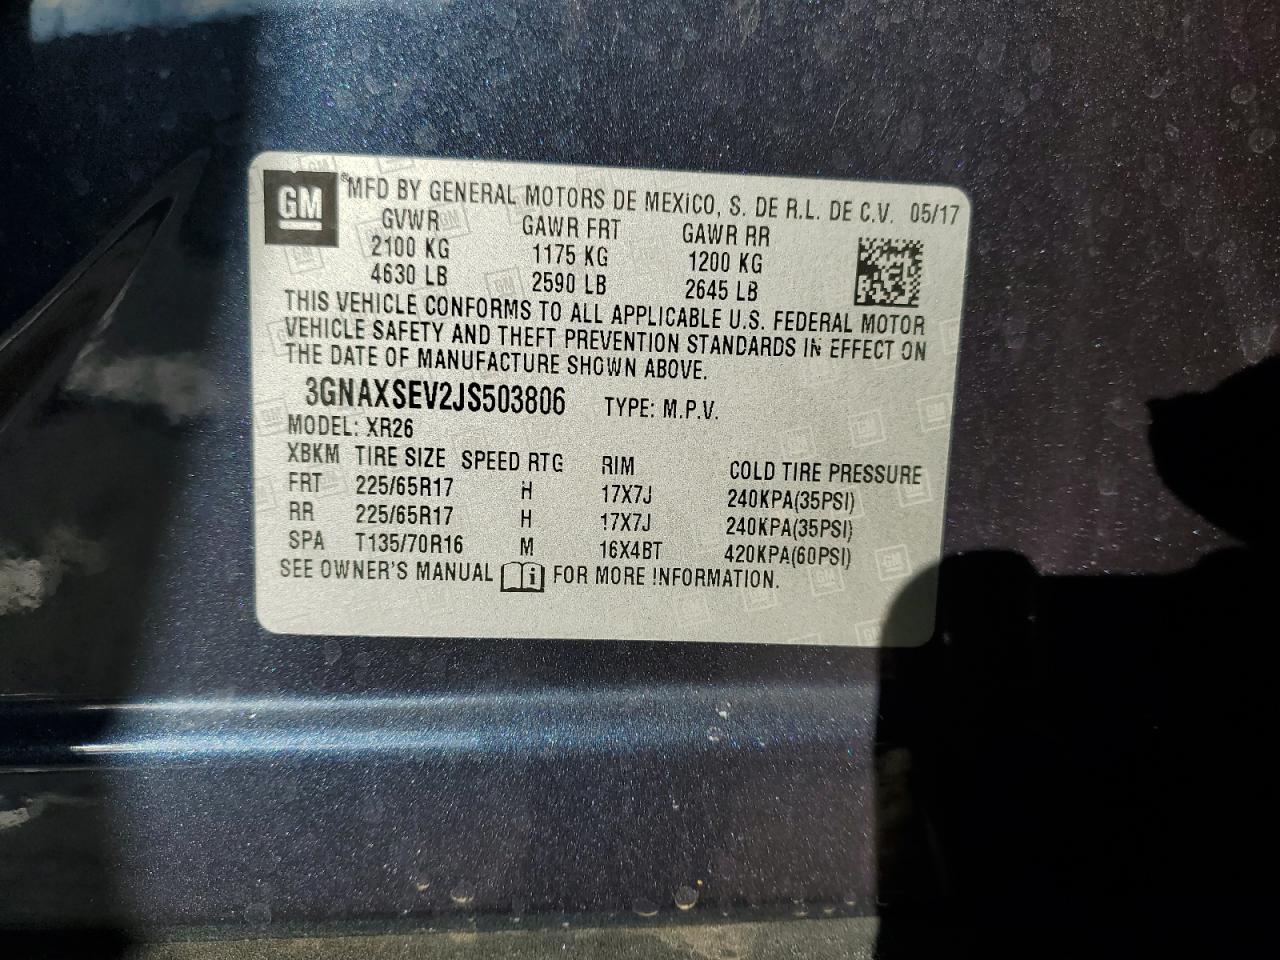 GM
®MFD BY GENERAL MOTORS DE MEXICO, S. DE R.L. DE C.V. 05/17
GVWR GAWR FRT GAWR RR
2100 KG 1175 KG 1200 KG
4630 LB 2590 LB 2645 LB
THIS VEHICLE CONFORMS TO ALL APPLICABLE U.S. FEDERAL MOTOR
VEHICLE SAFETY AND THEFT PREVENTION STANDARDS IN EFFECT ON
THE DATE OF MANUFACTURE SHOWN ABOVE.
3GNAXSEV2JS503806 TYPE: M.P.V.
MODEL: XR26
XBKM TIRE SIZE SPEED RTG RIM COLD TIRE PRESSURE
FRT 225/65R17 H 17X7J 240KPA(35PSI)
RR 225/65R17 H 17X7J 240KPA(35PSI)
SPA T135/70R16 M 16X4BT 420KPA(60PSI)
SEE OWNER'S MANUAL i FOR MORE INFORMATION.